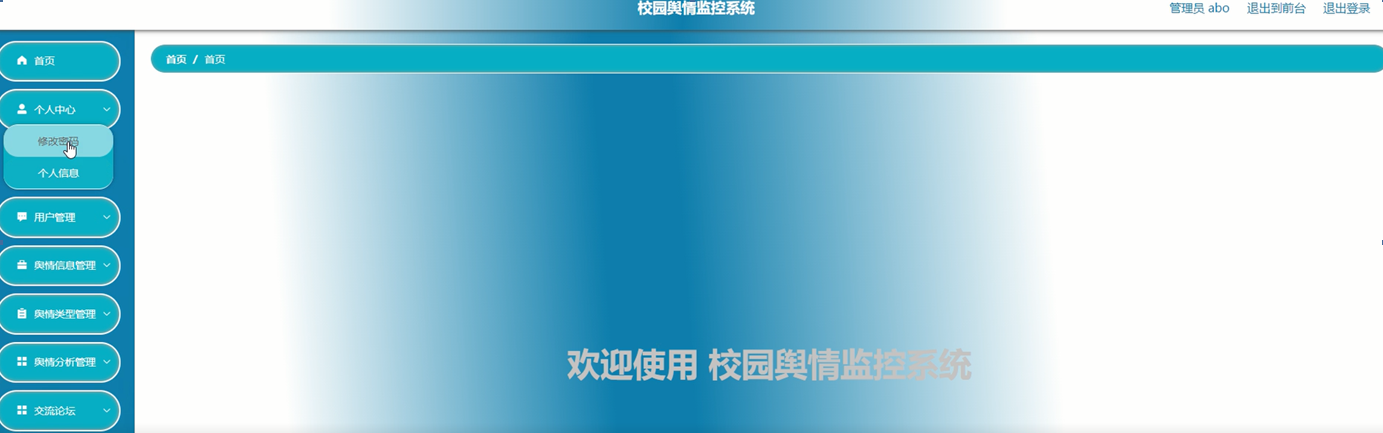 校园舆情监控系统
管理员 abo 退出到前台 退出登录
首页
首页 / 首页
个人中心
修改密码
个人信息
用户管理
舆情信息管理
舆情类型管理
舆情分析管理
交流论坛
欢迎使用 校园舆情监控系统